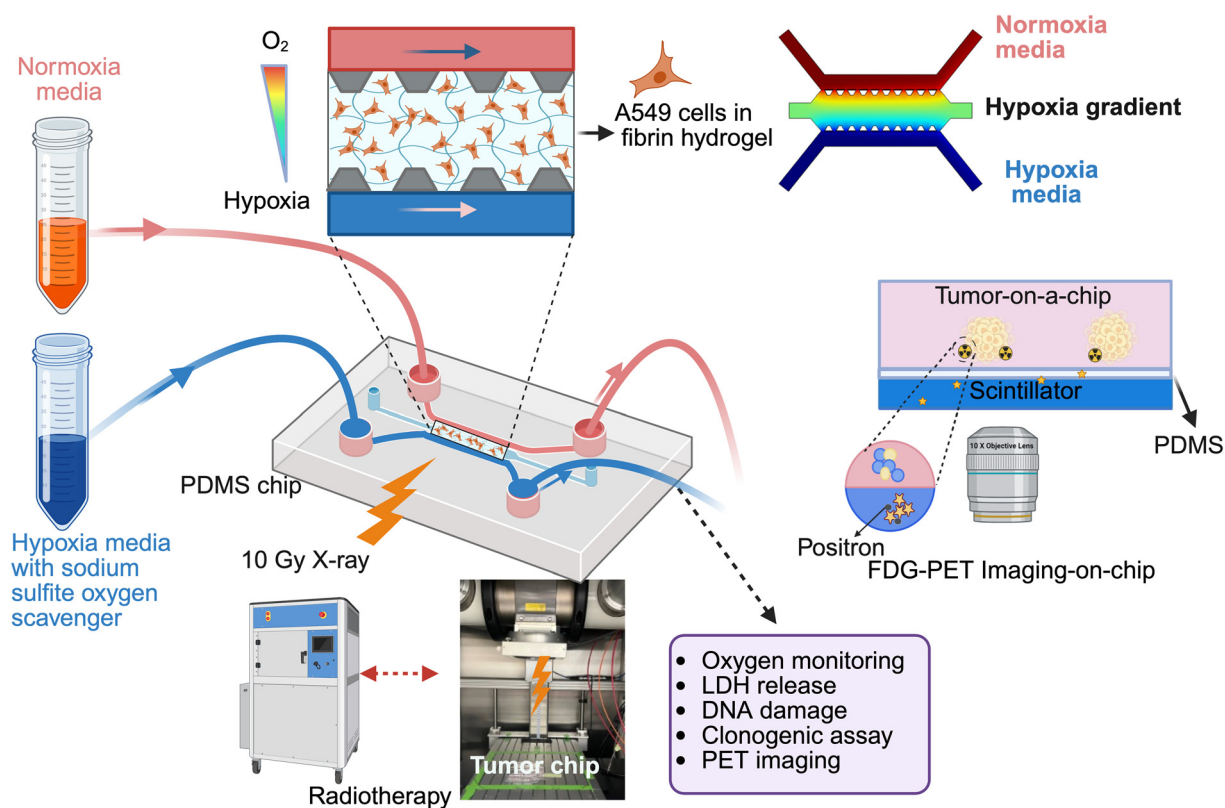 O₂
Hypoxia
Normoxia
media
A549 cells in
fibrin hydrogel
Normoxia
media
Hypoxia gradient
Hypoxia
media
Hypoxia media
with sodium
sulfite oxygen
scavenger
PDMS chip
10 Gy X-ray
Tumor-on-a-chip
Scintillator
PDMS
10 X Objective Lens
Positron
FDG-PET Imaging-on-chip
Radiotherapy
Tumor chip
• Oxygen monitoring
• LDH release
• DNA damage
• Clonogenic assay
• PET imaging